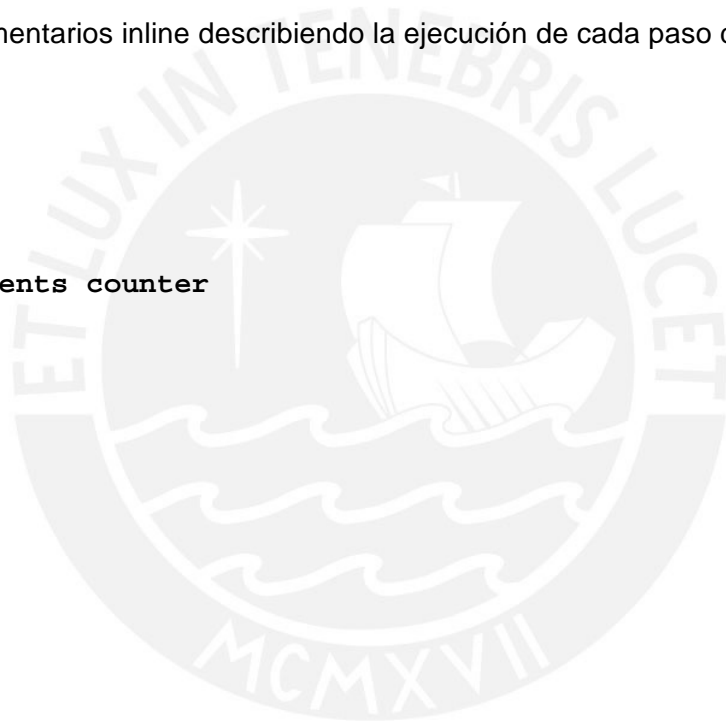 mentarios inline describiendo la ejecución de cada paso
ents counter
ET LUX IN TENEBRIS LUCET
MCMXVII